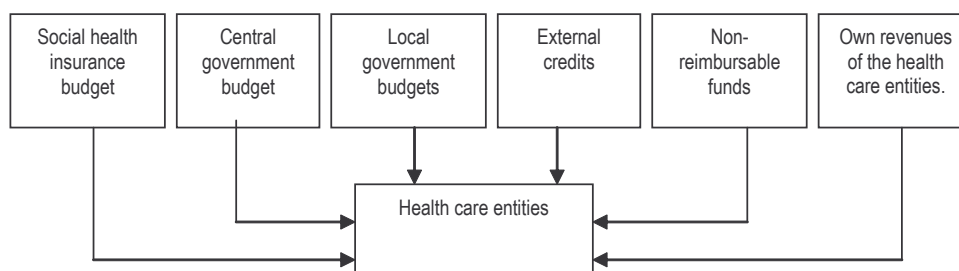 Social health
insurance
budget
Central
government
budget
Local
government
budgets
External
credits
Non-
reimbursable
funds
Own revenues
of the health
care entities.
Health care entities